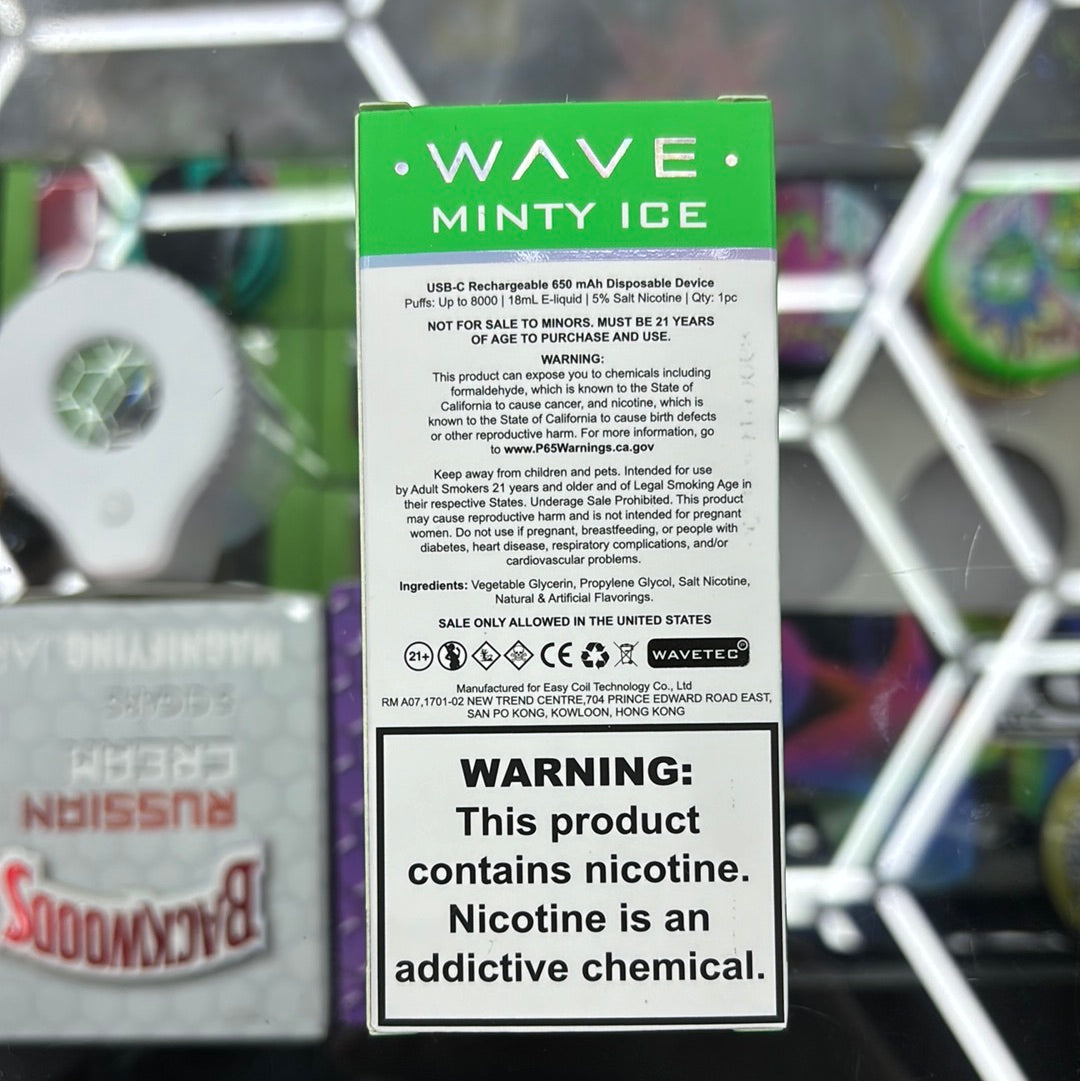 • WAVE •
MINTY ICE
USB-C Rechargeable 650 mAh Disposable Device
Puffs: Up to 8000 | 18mL E-liquid | 5% Salt Nicotine | Qty: 1pc
NOT FOR SALE TO MINORS. MUST BE 21 YEARS
OF AGE TO PURCHASE AND USE.
WARNING:
This product can expose you to chemicals including
formaldehyde, which is known to the State of
California to cause cancer, and nicotine, which is
known to the State of California to cause birth defects
or other reproductive harm. For more information, go
to www.P65Warnings.ca.gov
Keep away from children and pets. Intended for use
by Adult Smokers 21 years and older and of Legal Smoking Age in
their respective States. Underage Sale Prohibited. This product
may cause reproductive harm and is not intended for pregnant
women. Do not use if pregnant, breastfeeding, or people with
diabetes, heart disease, respiratory complications, and/or
cardiovascular problems.
Ingredients: Vegetable Glycerin, Propylene Glycol, Salt Nicotine,
Natural & Artificial Flavorings.
SALE ONLY ALLOWED IN THE UNITED STATES
21+ CE WAVETEC
Manufactured for Easy Coil Technology Co., Ltd
RM A07,1701-02 NEW TREND CENTRE,704 PRINCE EDWARD ROAD EAST,
SAN PO KONG, KOWLOON, HONG KONG
WARNING:
This product
contains nicotine.
Nicotine is an
addictive chemical.
MAGNIFYING
CIGARS
CREAM
RUSSIAN
BACKWOODS